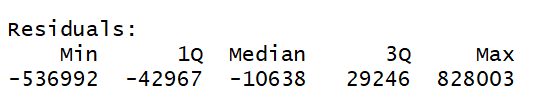 Residuals:
    Min      1Q  Median      3Q     Max
-536992  -42967  -10638   29246  828003